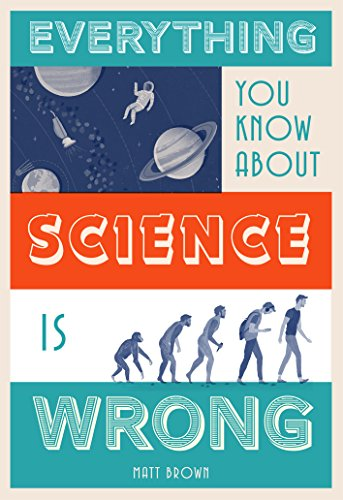 EVERYTHING
YOU
KNOW
ABOUT
SCIENCE
IS
WRONG
MATT BROWN